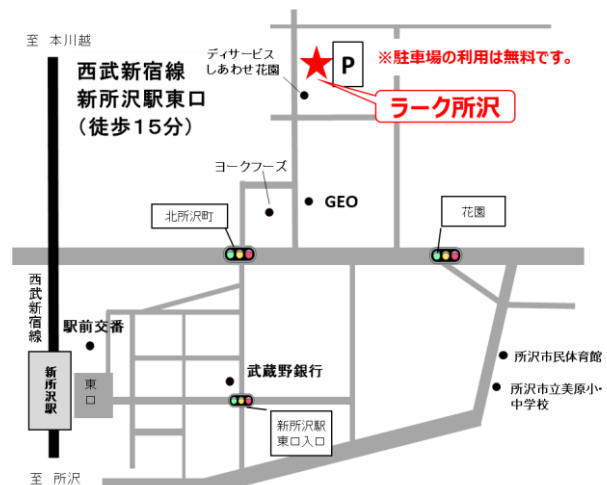 至 本川越
西武新宿線
新所沢駅東口
（徒歩15分）
ディサービス
しあわせ花園
P
※駐車場の利用は無料です。
ラーク所沢
ヨークフーズ
GEO
北所沢町
花園
西武新宿線
駅前交番
新所沢駅
東口
武蔵野銀行
新所沢駅
東口入口
所沢市民体育館
所沢市立美原小・
中学校
至 所沢